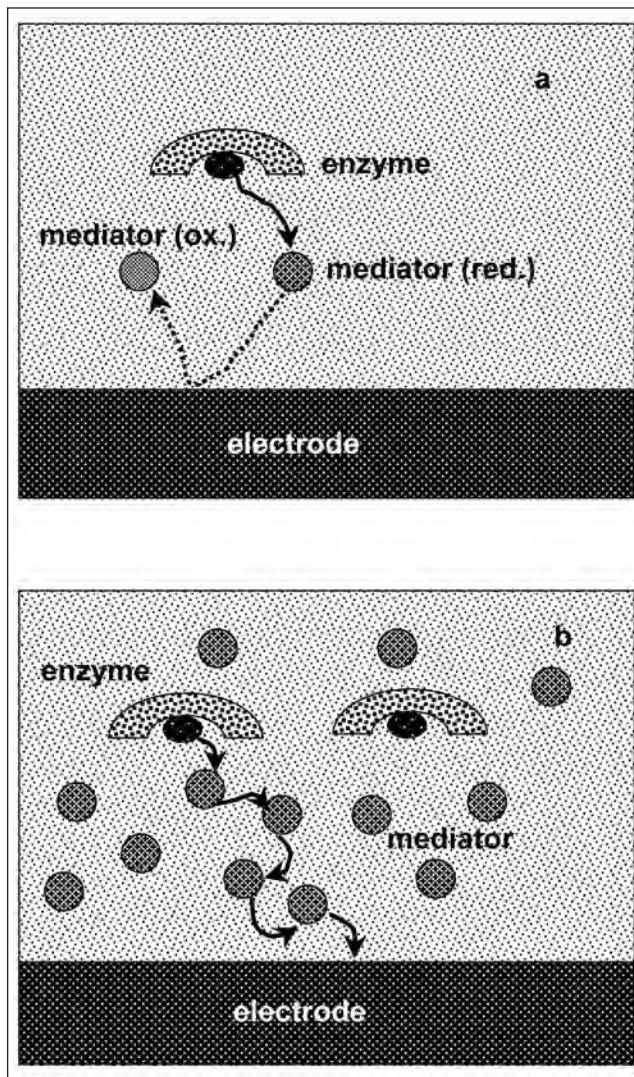 a
enzyme
mediator (ox.)
mediator (red.)
electrode
b
enzyme
mediator
electrode